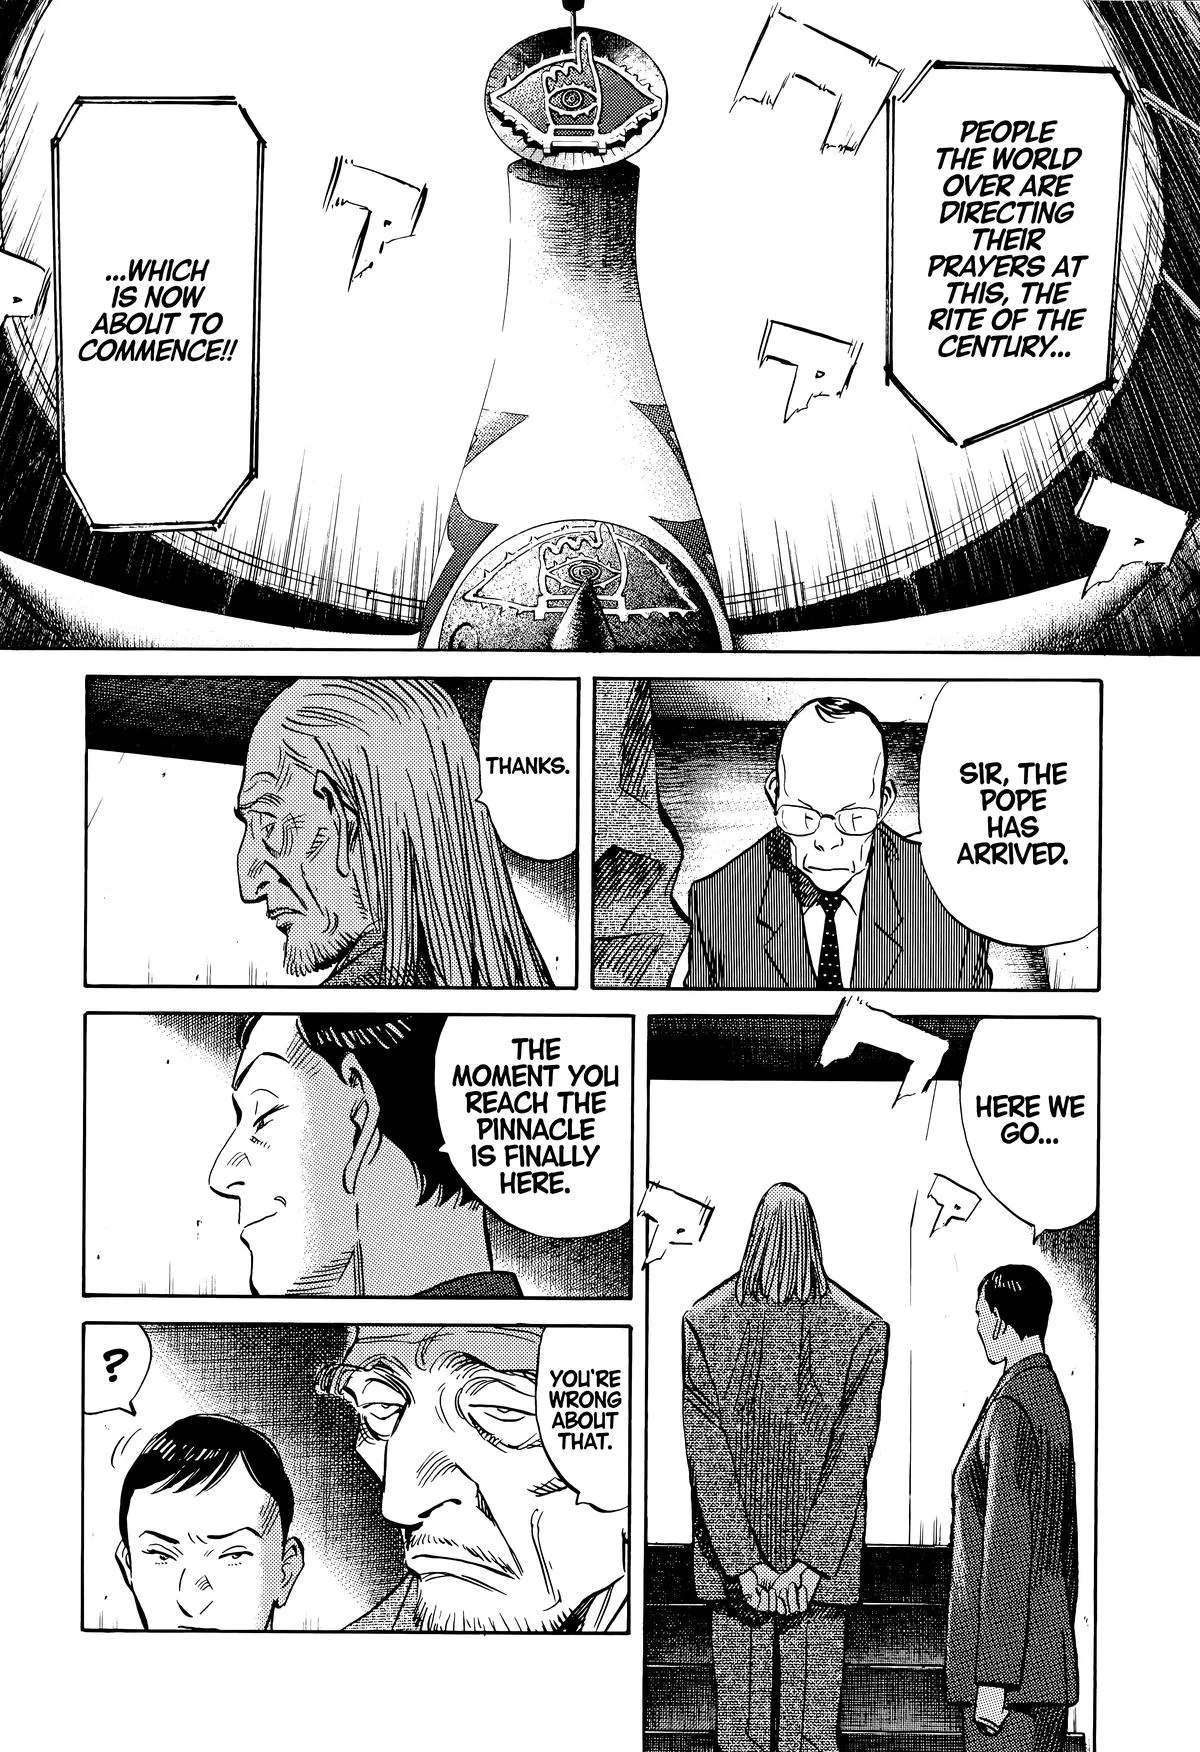 PEOPLE
THE WORLD
OVER ARE
DIRECTING
THEIR
PRAYERS AT
THIS, THE
RITE OF THE
CENTURY...
...WHICH
IS NOW
ABOUT TO
COMMENCE!!
SIR, THE
POPE
HAS
ARRIVED.
THANKS.
HERE WE
GO...
THE
MOMENT YOU
REACH THE
PINNACLE
IS FINALLY
HERE.
YOU'RE
WRONG
ABOUT
THAT.
?